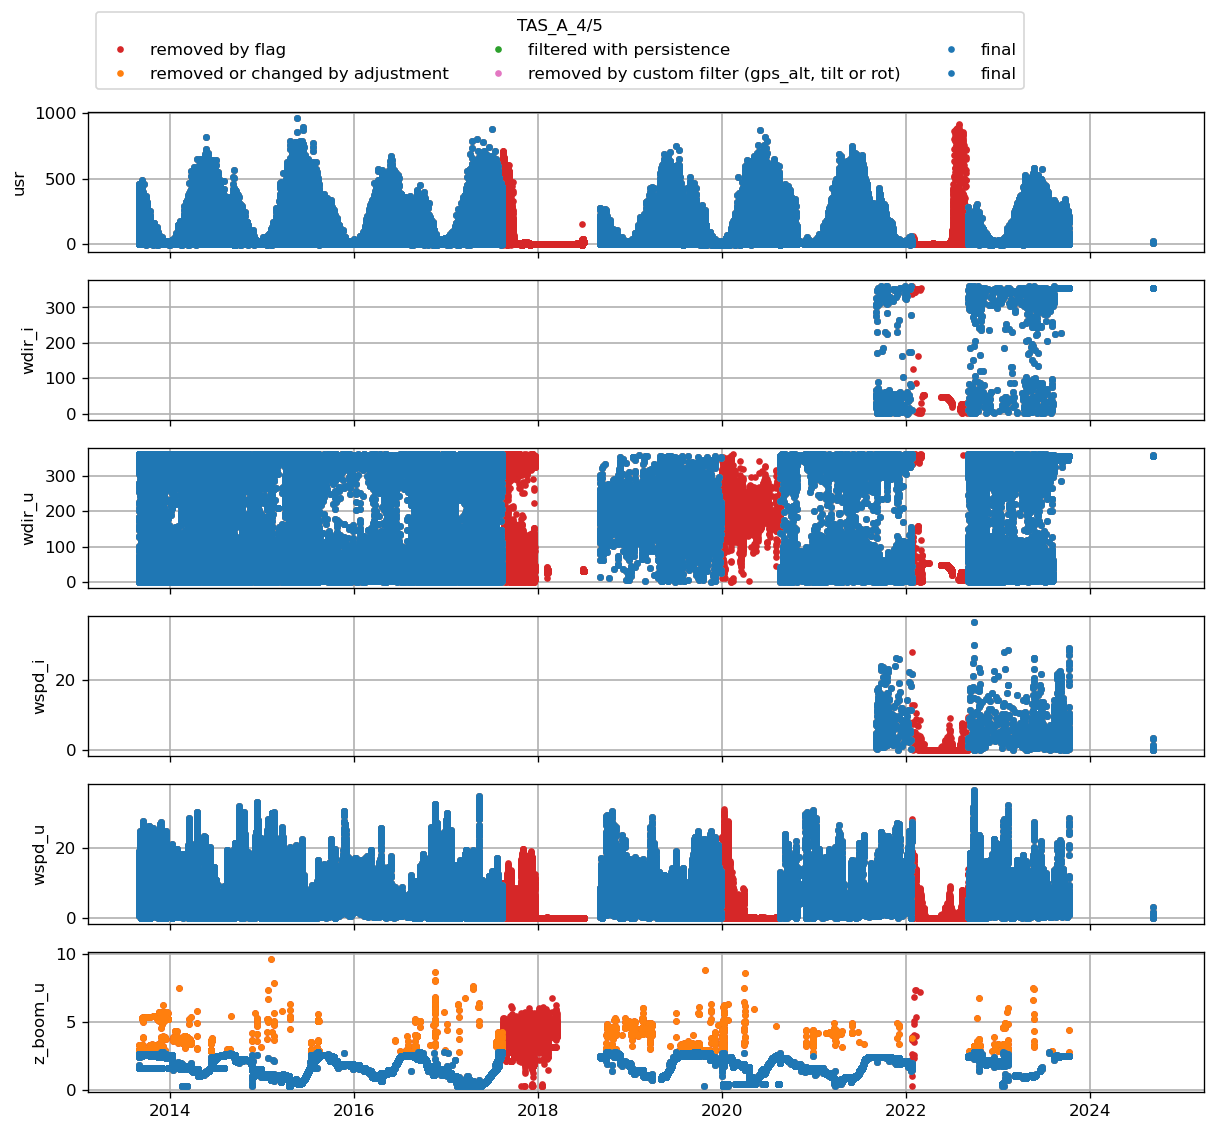 TAS_A_4/5
removed by flag
filtered with persistence
final
removed or changed by adjustment
removed by custom filter (gps_alt, tilt or rot)
final
usr
1000
500
0
wdir_i
300
200
100
0
wdir_u
300
200
100
0
wspd_i
20
0
wspd_u
20
0
z_boom_u
10
5
0
2014 2016 2018 2020 2022 2024